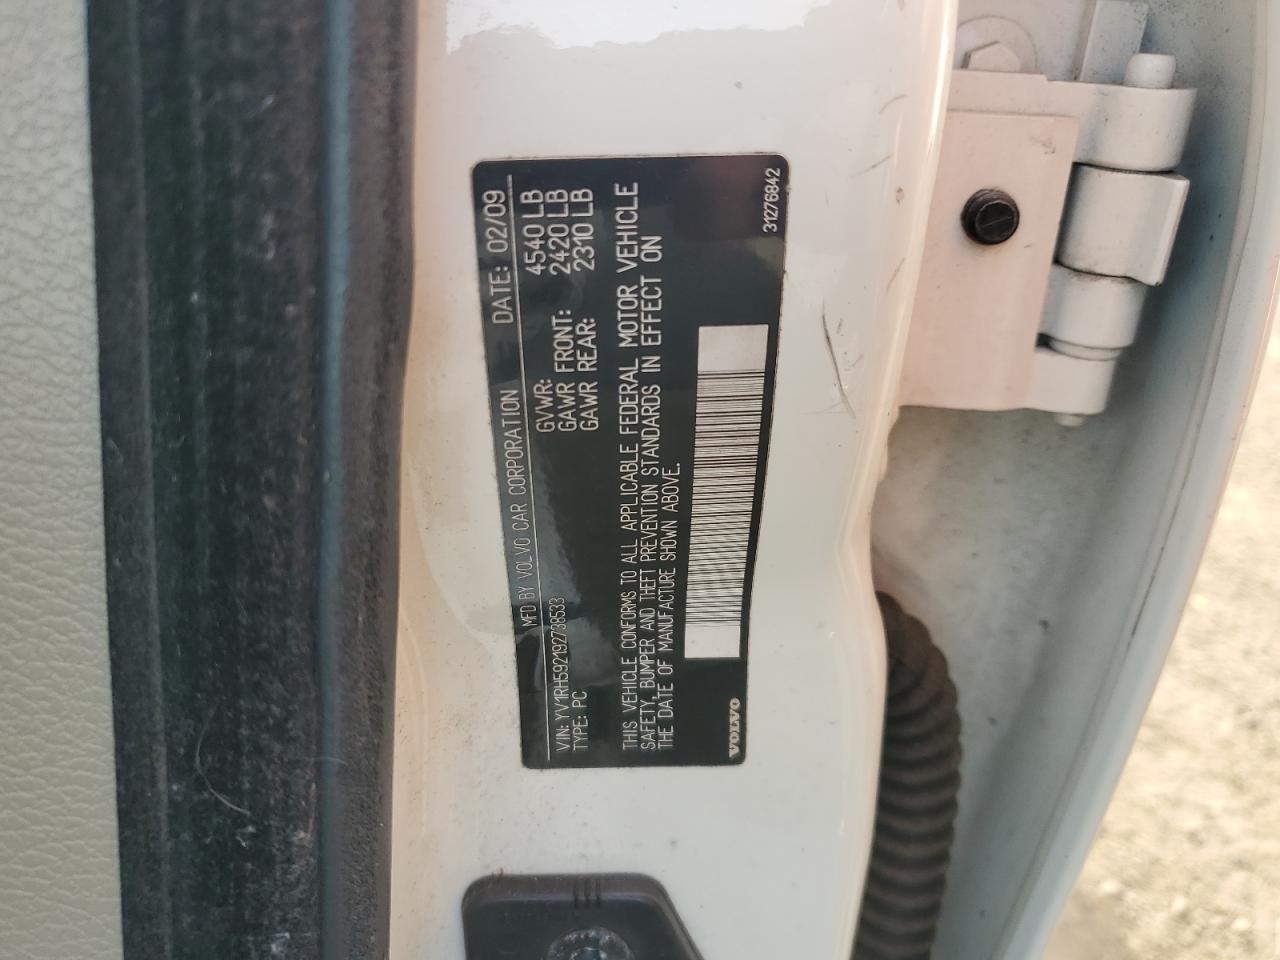 MFD BY VOLVO CAR CORPORATION DATE: 02/09
VIN: YV1RH592192738533 GVWR: 4540 LB
TYPE: PC GAWR FRONT: 2420 LB
GAWR REAR: 2310 LB
THIS VEHICLE CONFORMS TO ALL APPLICABLE FEDERAL MOTOR VEHICLE
SAFETY, BUMPER AND THEFT PREVENTION STANDARDS IN EFFECT ON
THE DATE OF MANUFACTURE SHOWN ABOVE.
VOLVO 31276842